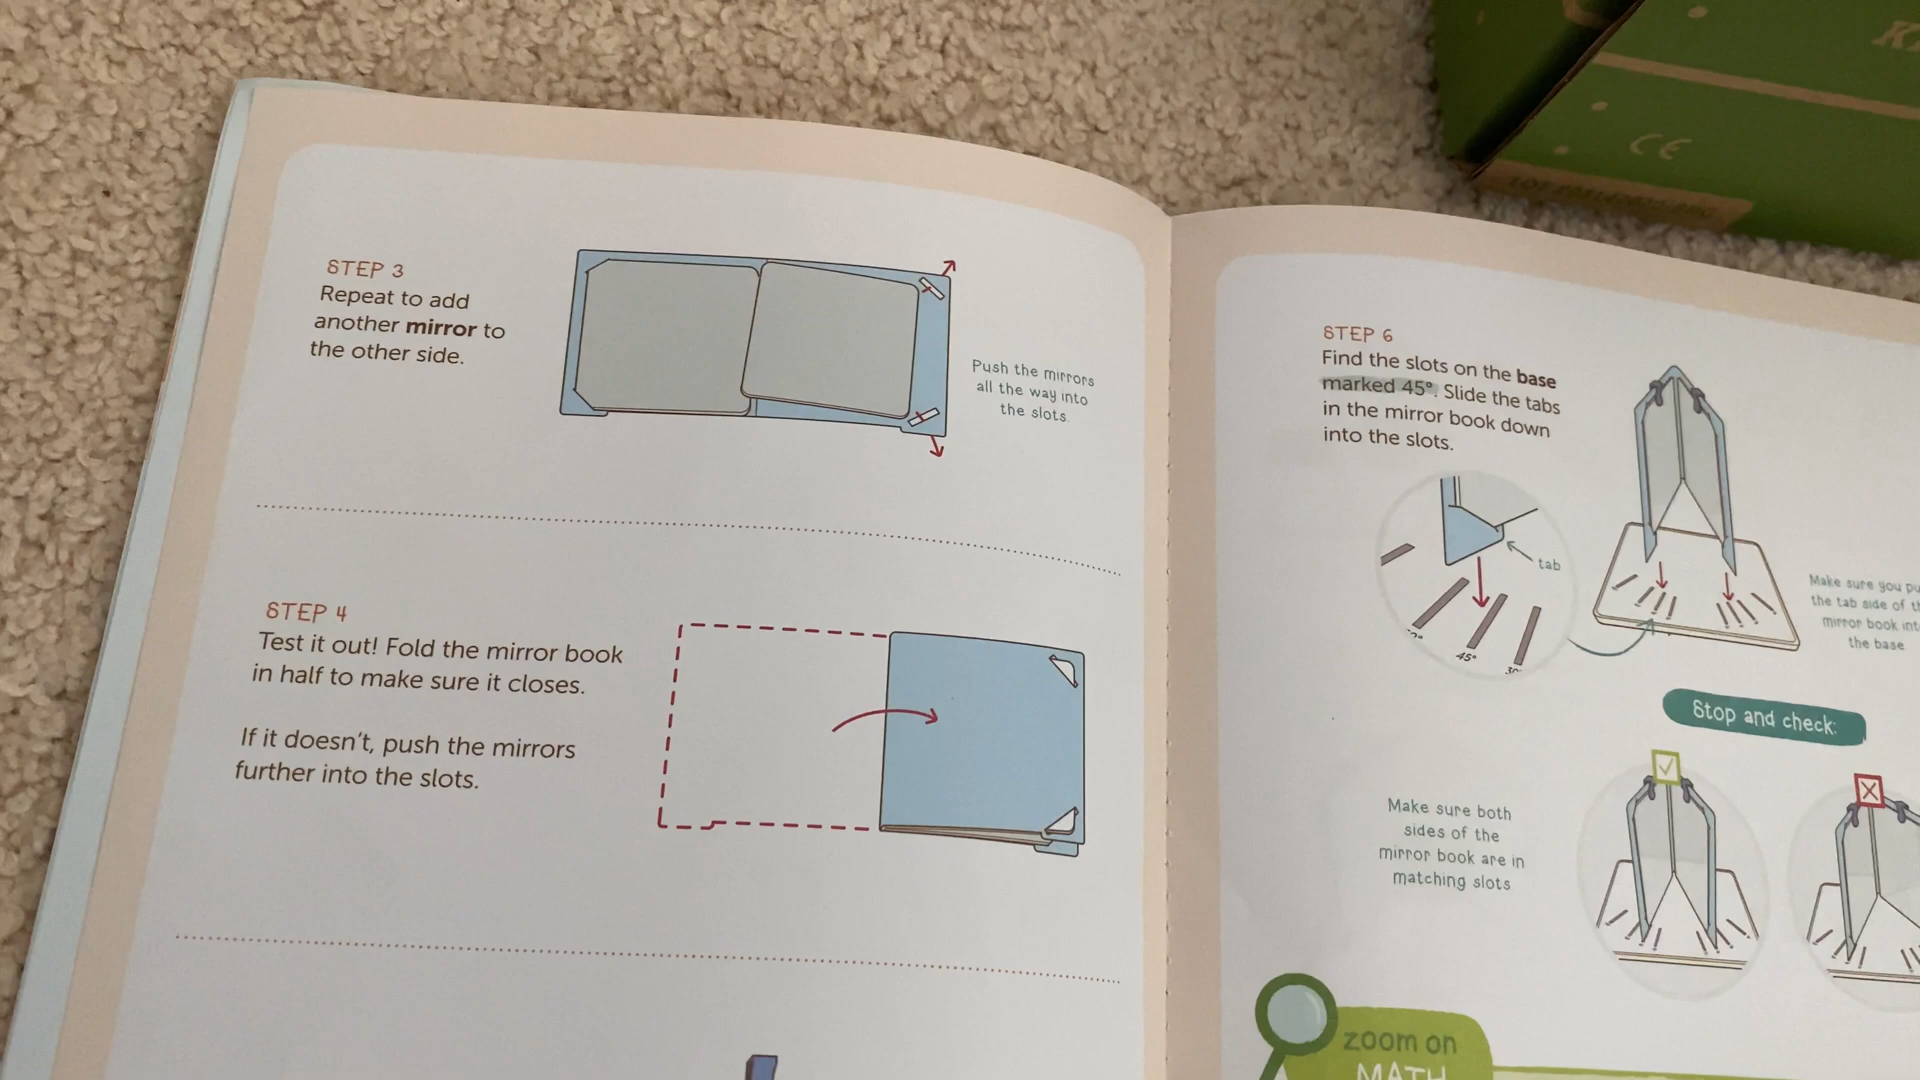 STEP 3
Repeat to add
another mirror to
the other side.
Push the mirrors
all the way into
the slots.
STEP 4
Test it out! Fold the mirror book
in half to make sure it closes.
If it doesn't, push the mirrors
further into the slots.
STEP 6
Find the slots on the base
marked 45°. Slide the tabs
in the mirror book down
into the slots.
tab
45°
Make sure you
the tab side of
mirror book
the base
Stop and check:
Make sure both
sides of the
mirror book are in
matching slots
zoom on
MATH
CE